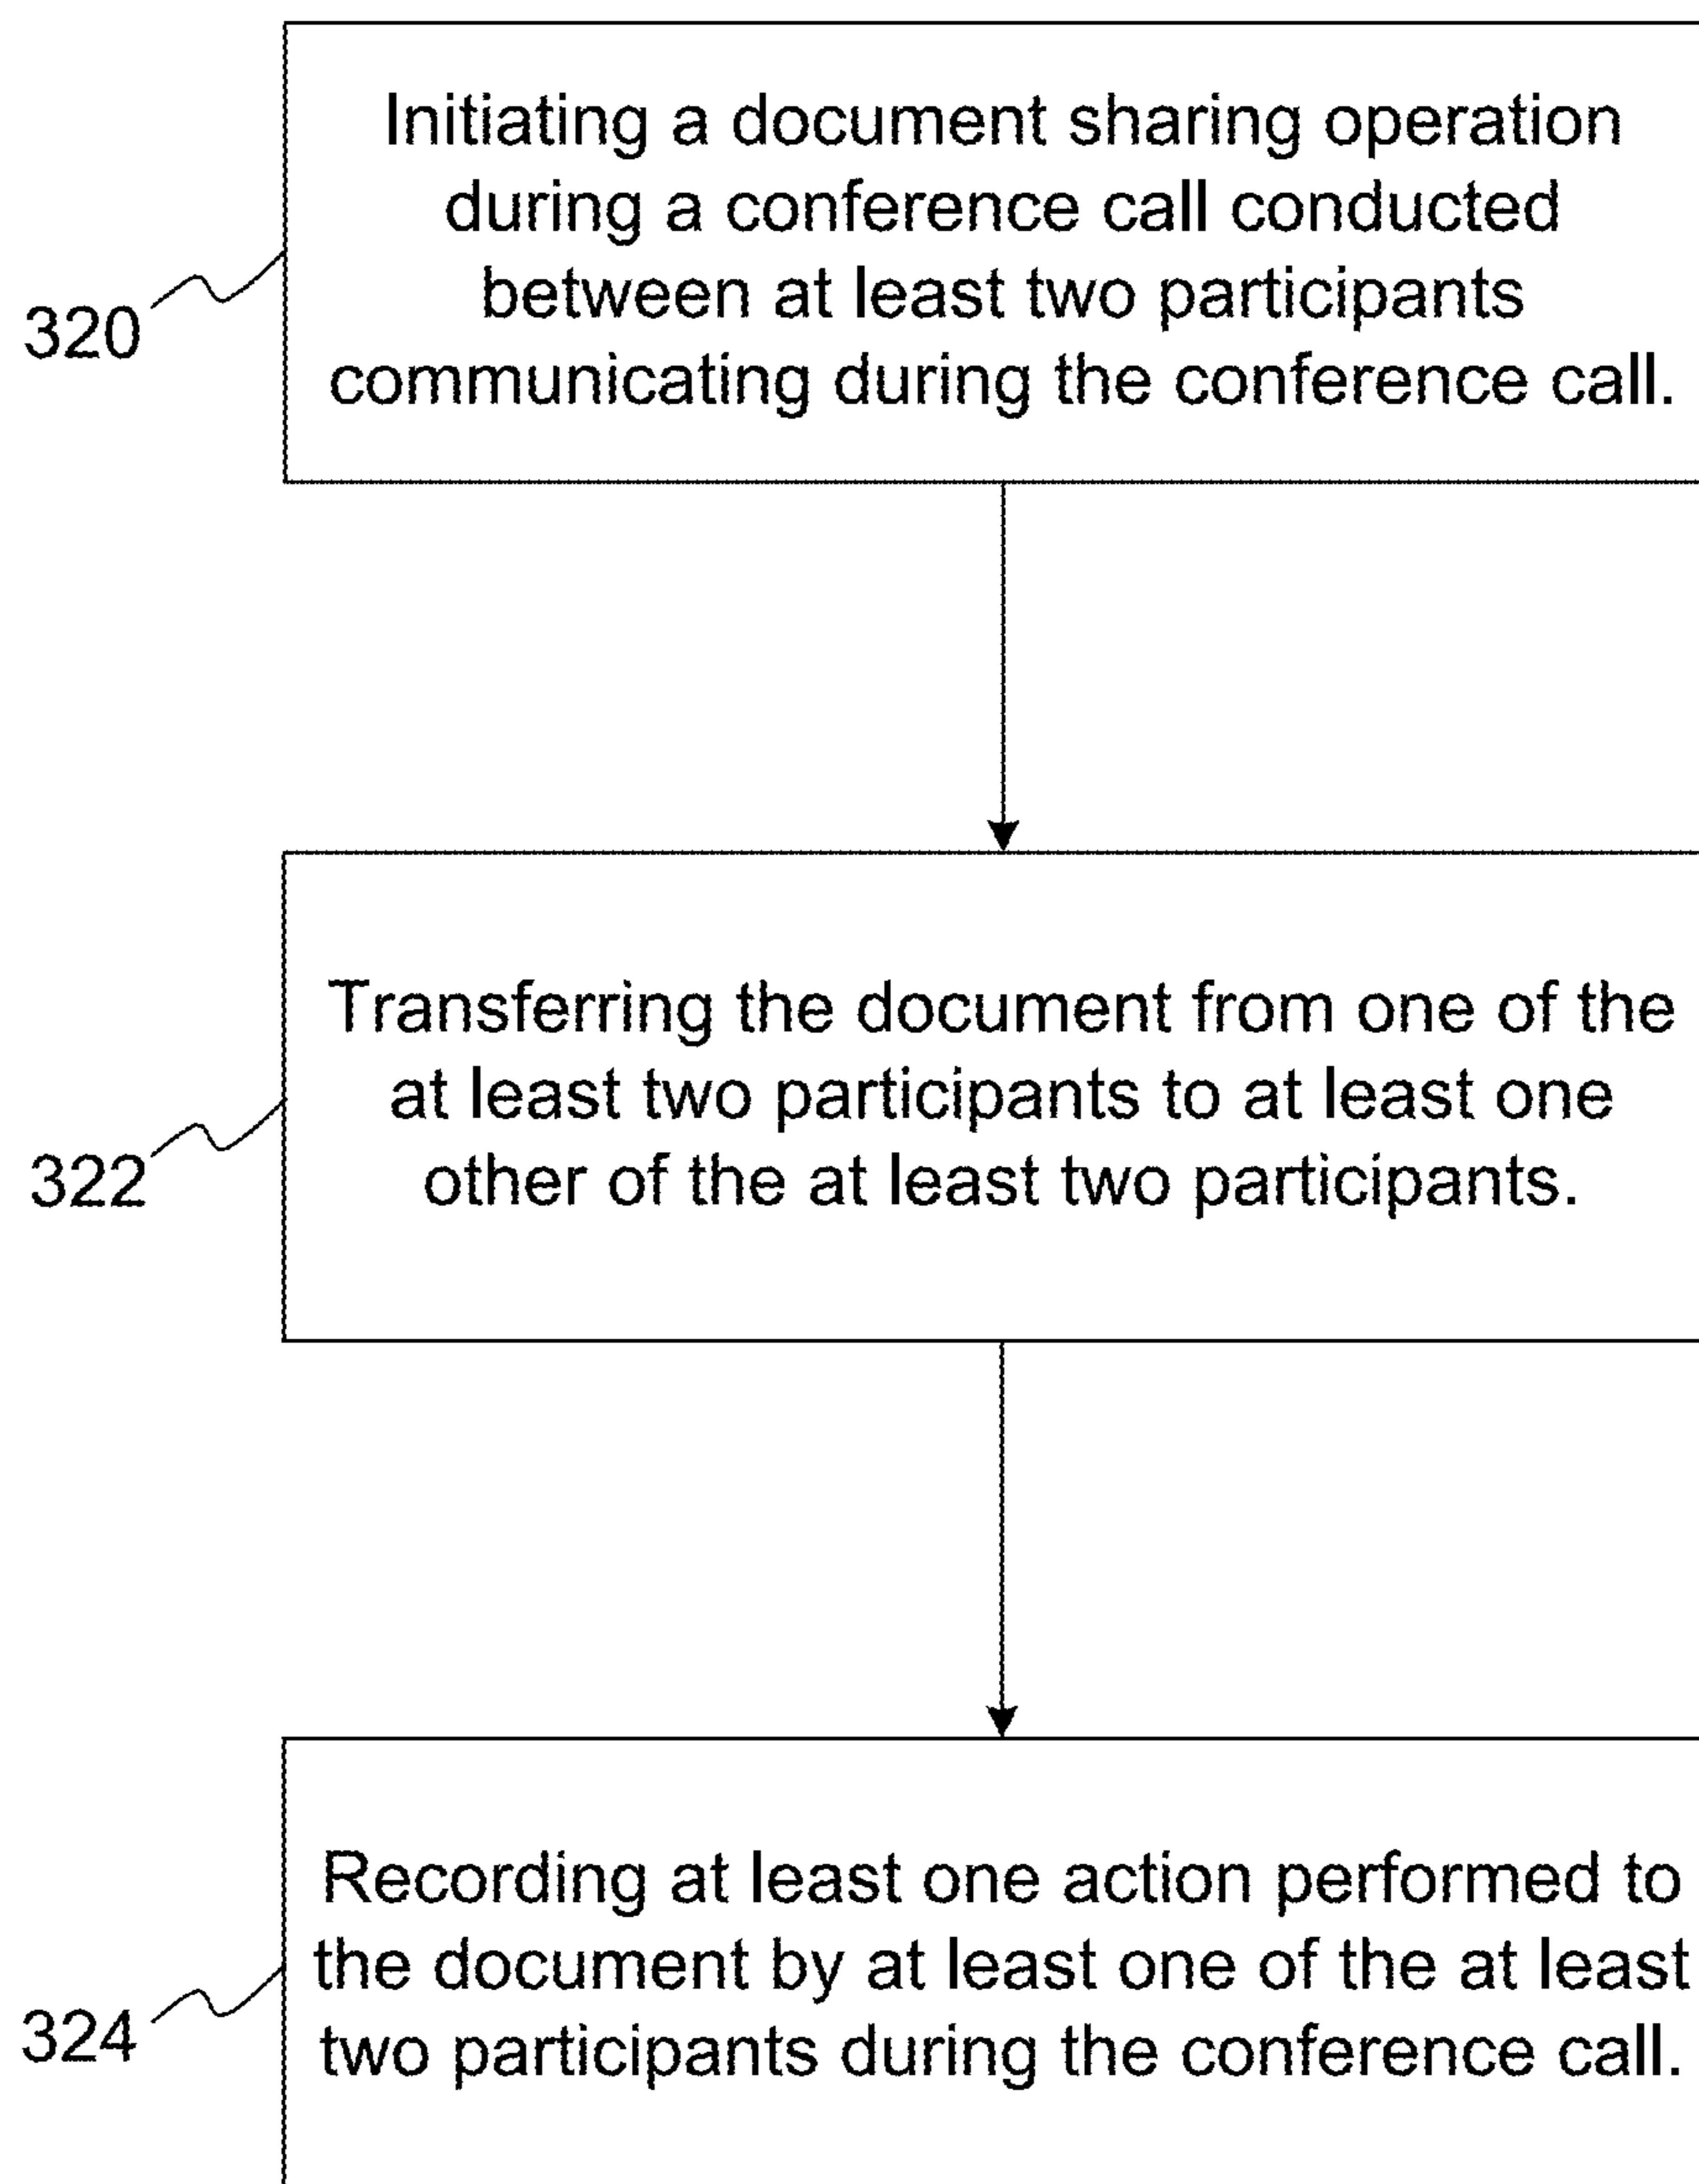 Initiating a document sharing operation
during a conference call conducted
between at least two participants
communicating during the conference call.
320
Transferring the document from one of the
at least two participants to at least one
other of the at least two participants.
322
Recording at least one action performed to
the document by at least one of the at least
two participants during the conference call.
324